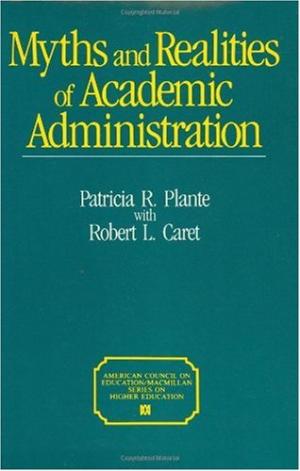 Myths and Realities
of Academic
Administration
Patricia R. Plante
with
Robert L. Caret
AMERICAN COUNCIL ON
EDUCATION/MACMILLAN
SERIES ON
HIGHER EDUCATION